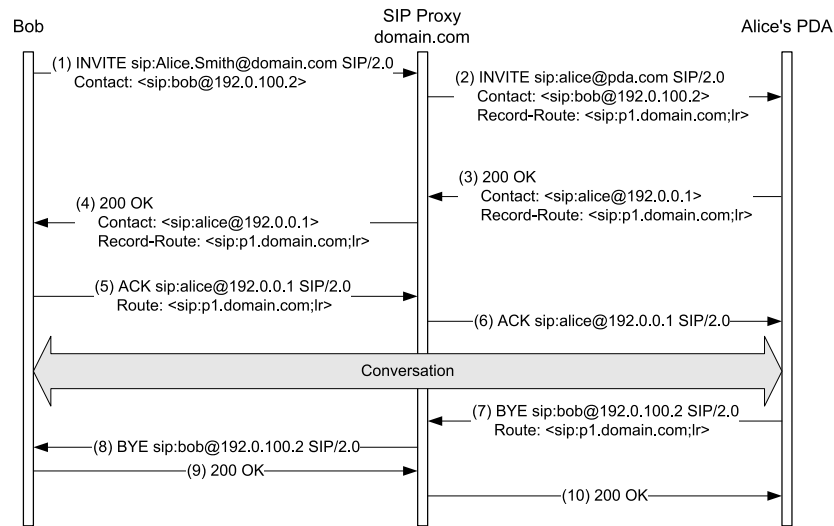 Bob
SIP Proxy
domain.com
Alice's PDA
(1) INVITE sip:Alice.Smith@domain.com SIP/2.0
Contact: <sip:bob@192.0.100.2>
(2) INVITE sip:alice@pda.com SIP/2.0
Contact: <sip:bob@192.0.100.2>
Record-Route: <sip:p1.domain.com;lr>
(3) 200 OK
Contact: <sip:alice@192.0.0.1>
Record-Route: <sip:p1.domain.com;lr>
(4) 200 OK
Contact: <sip:alice@192.0.0.1>
Record-Route: <sip:p1.domain.com;lr>
(5) ACK sip:alice@192.0.0.1 SIP/2.0
Route: <sip:p1.domain.com;lr>
(6) ACK sip:alice@192.0.0.1 SIP/2.0
Conversation
(7) BYE sip:bob@192.0.100.2 SIP/2.0
Route: <sip:p1.domain.com;lr>
(8) BYE sip:bob@192.0.100.2 SIP/2.0
(9) 200 OK
(10) 200 OK